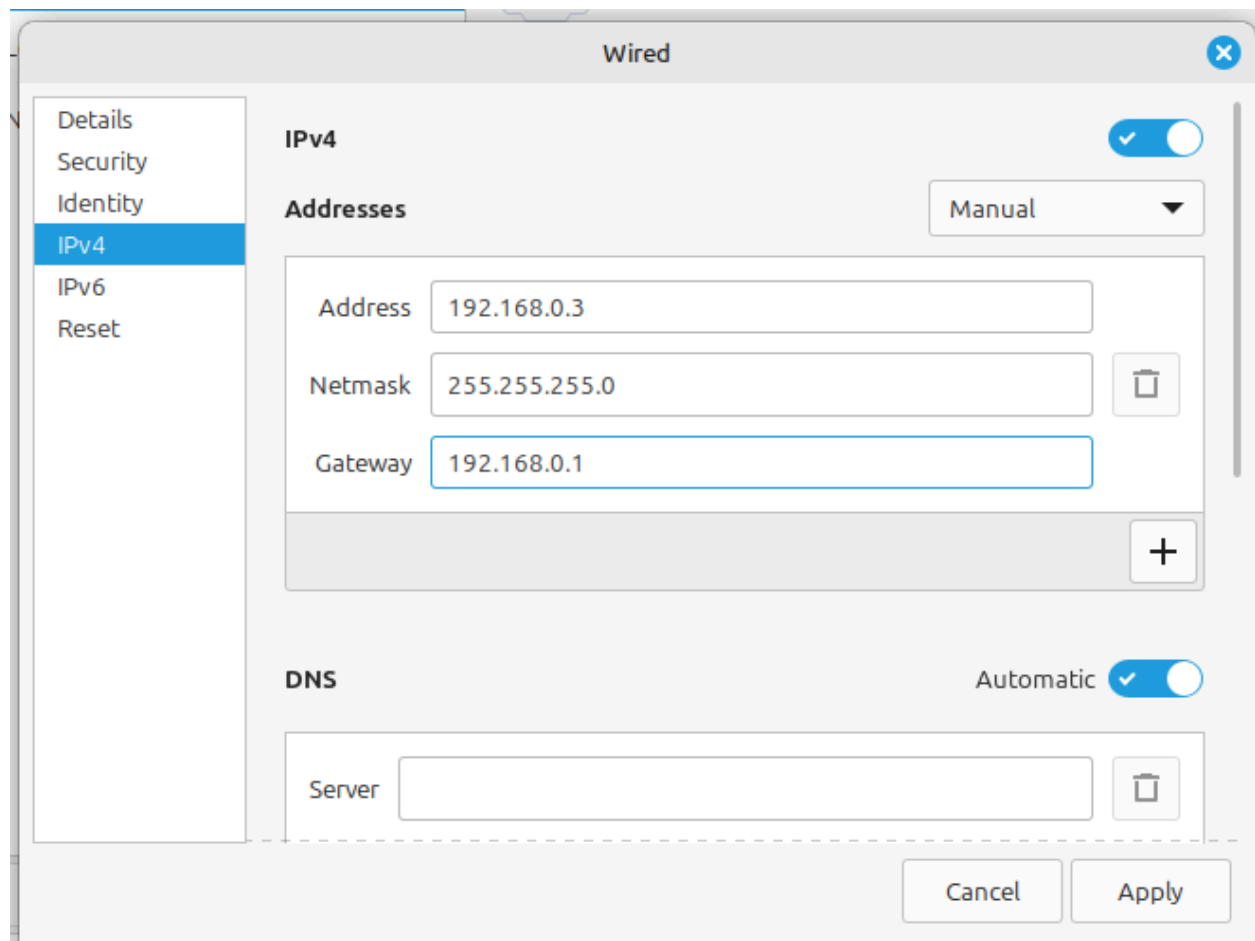 Wired
Details
Security
Identity
IPv4
IPv6
Reset
IPv4
Addresses
Manual
Address 192.168.0.3
Netmask 255.255.255.0
Gateway 192.168.0.1
+
DNS
Automatic
Server
Cancel
Apply